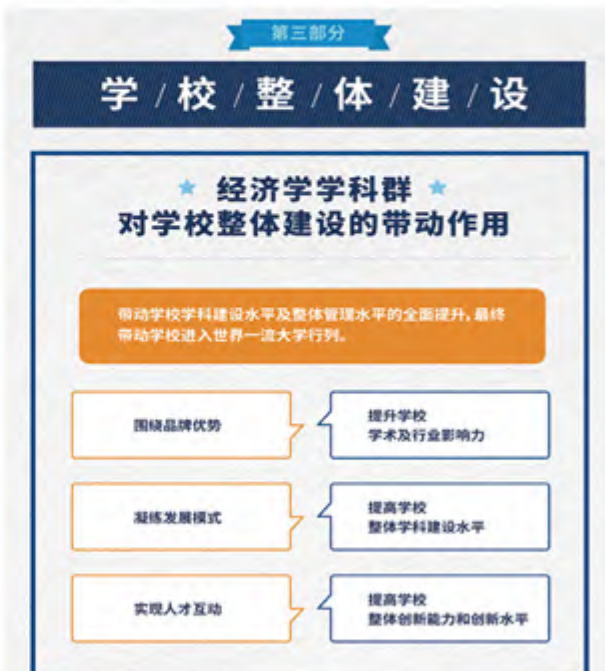 第三部分
学/校/整/体/建/设
经济学学科群
对学校整体建设的带动作用
带动学校学科建设水平及整体管理水平的全面提升,最终
带动学校进入世界一流大学行列。
围绕品牌优势
提升学校
学术及行业影响力
凝练发展模式
提高学校
整体学科建设水平
实现人才互动
提高学校
整体创新能力和创新水平